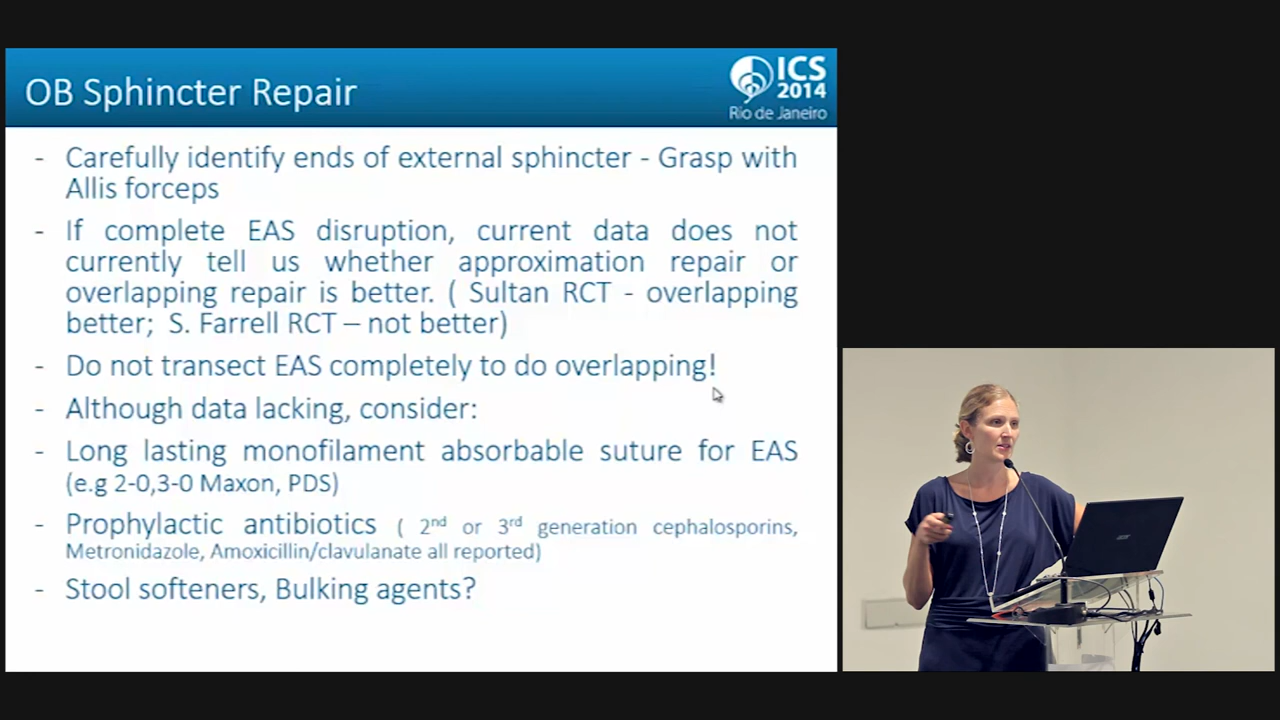 OB Sphincter Repair
ICS
2014
Rio de Janeiro
- Carefully identify ends of external sphincter - Grasp with
Allis forceps
- If complete EAS disruption, current data does not
currently tell us whether approximation repair or
overlapping repair is better. ( Sultan RCT - overlapping
better; S. Farrell RCT – not better)
- Do not transect EAS completely to do overlapping!
- Although data lacking, consider:
- Long lasting monofilament absorbable suture for EAS
(e.g 2-0,3-0 Maxon, PDS)
- Prophylactic antibiotics ( 2nd or 3rd generation cephalosporins,
Metronidazole, Amoxicillin/clavulanate all reported)
- Stool softeners, Bulking agents?
acer